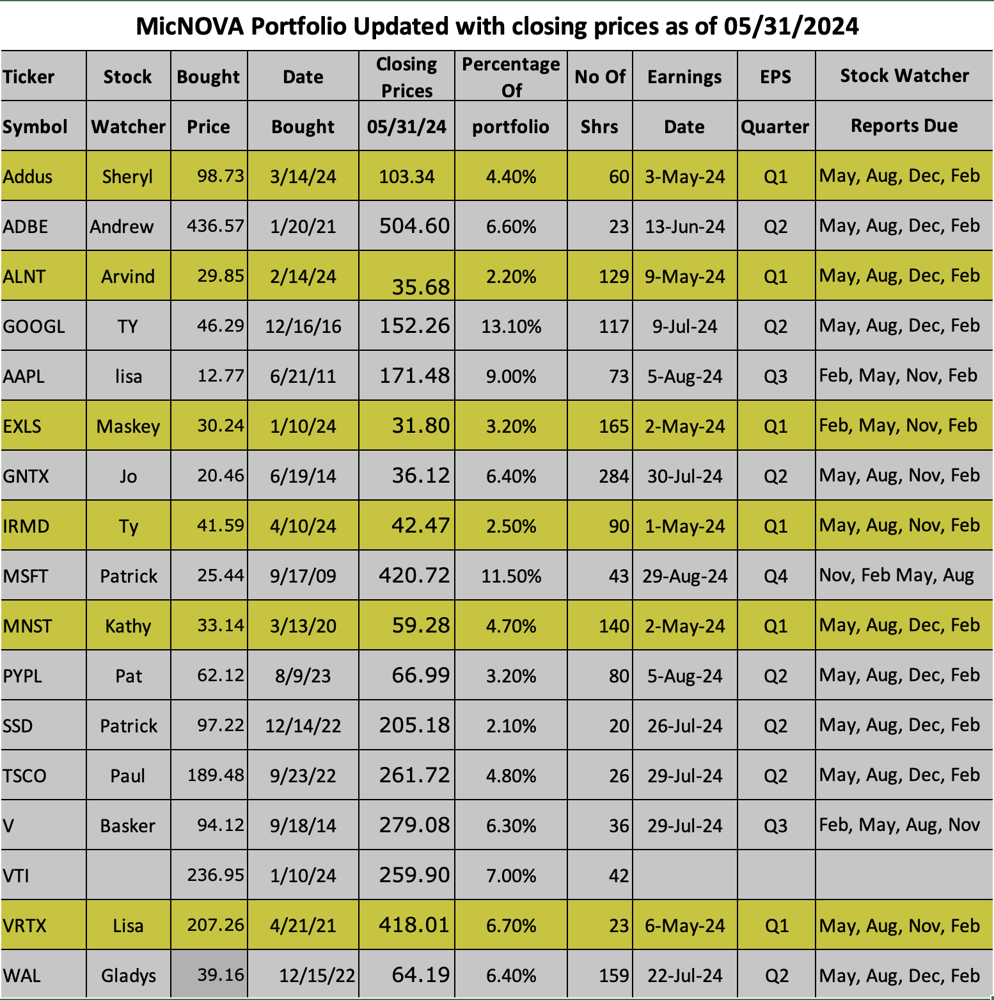 MicNOVA Portfolio Updated with closing prices as of 05/31/2024
Ticker Stock Bought Date Closing Prices Percentage Of No Of Earnings EPS Stock Watcher
Symbol Watcher Price Bought 05/31/24 portfolio Shrs Date Quarter Reports Due
Addus Sheryl 98.73 3/14/24 103.34 4.40% 60 3-May-24 Q1 May, Aug, Dec, Feb
ADBE Andrew 436.57 1/20/21 504.60 6.60% 23 13-Jun-24 Q2 May, Aug, Dec, Feb
ALNT Arvind 29.85 2/14/24 35.68 2.20% 129 9-May-24 Q1 May, Aug, Dec, Feb
GOOGL TY 46.29 12/16/16 152.26 13.10% 117 9-Jul-24 Q2 May, Aug, Dec, Feb
AAPL lisa 12.77 6/21/11 171.48 9.00% 73 5-Aug-24 Q3 Feb, May, Nov, Feb
EXLS Maskey 30.24 1/10/24 31.80 3.20% 165 2-May-24 Q1 Feb, May, Nov, Feb
GNTX Jo 20.46 6/19/14 36.12 6.40% 284 30-Jul-24 Q2 May, Aug, Nov, Feb
IRMD Ty 41.59 4/10/24 42.47 2.50% 90 1-May-24 Q1 May, Aug, Nov, Feb
MSFT Patrick 25.44 9/17/09 420.72 11.50% 43 29-Aug-24 Q4 Nov, Feb May, Aug
MNST Kathy 33.14 3/13/20 59.28 4.70% 140 2-May-24 Q1 May, Aug, Dec, Feb
PYPL Pat 62.12 8/9/23 66.99 3.20% 80 5-Aug-24 Q2 May, Aug, Dec, Feb
SSD Patrick 97.22 12/14/22 205.18 2.10% 20 26-Jul-24 Q2 May, Aug, Dec, Feb
TSCO Paul 189.48 9/23/22 261.72 4.80% 26 29-Jul-24 Q2 May, Aug, Dec, Feb
V Basker 94.12 9/18/14 279.08 6.30% 36 29-Jul-24 Q3 Feb, May, Aug, Nov
VTI 236.95 1/10/24 259.90 7.00% 42
VRTX Lisa 207.26 4/21/21 418.01 6.70% 23 6-May-24 Q1 May, Aug, Nov, Feb
WAL Gladys 39.16 12/15/22 64.19 6.40% 159 22-Jul-24 Q2 May, Aug, Dec, Feb